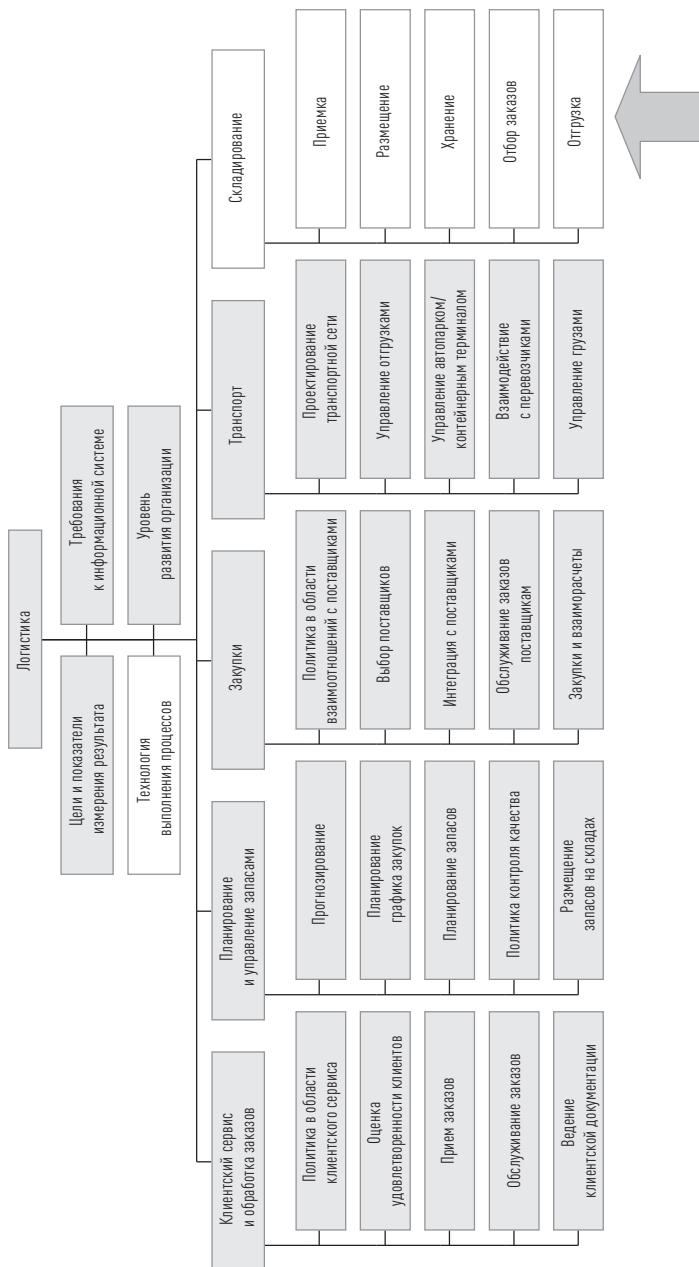 Логистика
Цели и показатели
измерения результата
Требования
к информационной системе
Технология
выполнения процессов
Уровень
развития организации
Клиентский сервис
и обработка заказов
Политика в области
клиентского сервиса
Оценка
удовлетворенности клиентов
Прием заказов
Обслуживание заказов
Ведение
клиентской документации
Планирование
и управление запасами
Прогнозирование
Планирование
графика закупок
Планирование запасов
Политика контроля качества
Размещение
запасов на складах
Закупки
Политика в области
взаимоотношений с поставщиками
Выбор поставщиков
Интеграция с поставщиками
Обслуживание заказов
поставщикам
Закупки и взаиморасчеты
Транспорт
Проектирование
транспортной сети
Управление отгрузками
Управление автопарком/
контейнерным терминалом
Взаимодействие
с перевозчиками
Управление грузами
Складирование
Приемка
Размещение
Хранение
Отбор заказов
Отгрузка